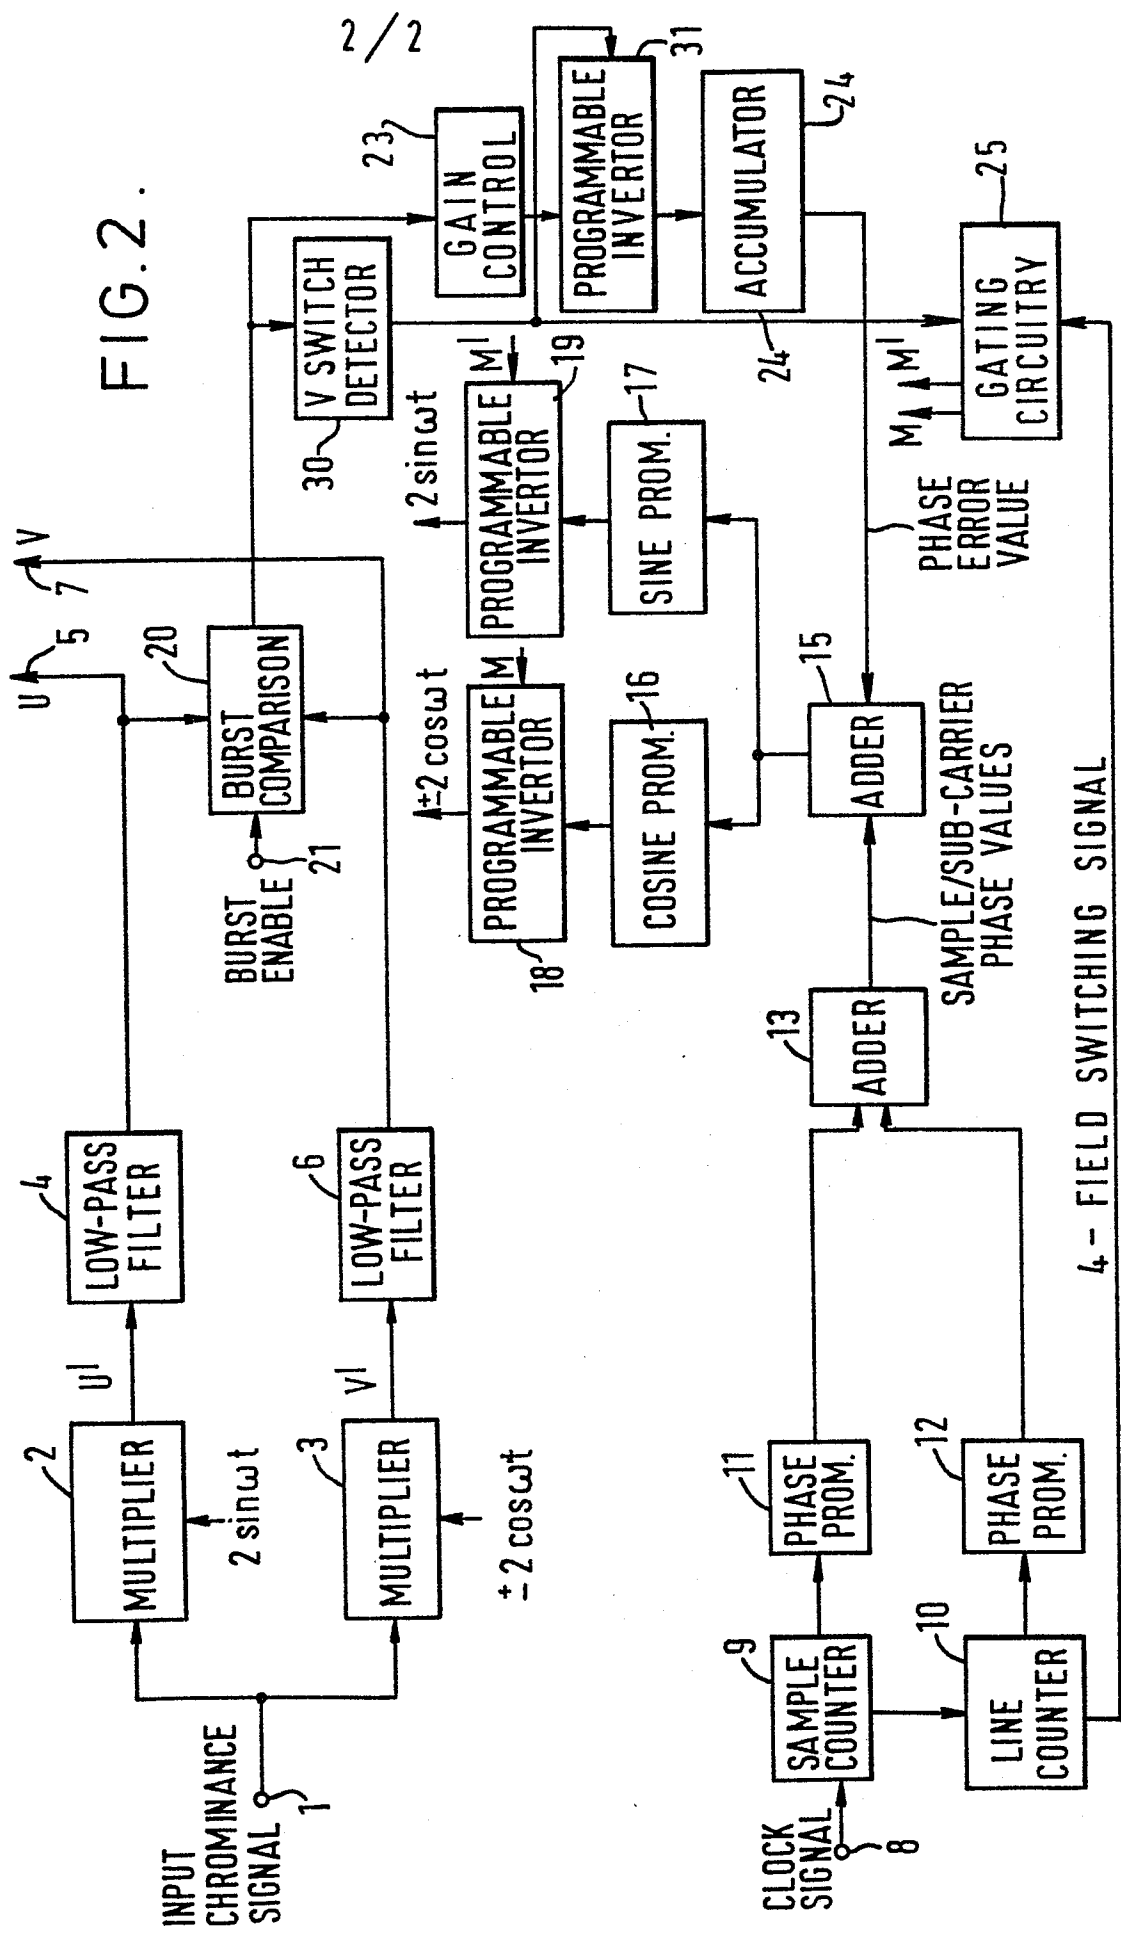 2/2
FIG. 2.
INPUT
CHROMINANCE
SIGNAL
1
2
MULTIPLIER
2 sinωt
U'
4
LOW-PASS
FILTER
3
MULTIPLIER
± 2 cosωt
V'
6
LOW-PASS
FILTER
U
5
V
7
20
BURST
COMPARISON
BURST
ENABLE
21
30
V SWITCH
DETECTOR
23
GAIN
CONTROL
31
PROGRAMMABLE
INVERTOR
24
ACCUMULATOR
24
±2 cosωt
PROGRAMMABLE
INVERTOR
18
M
2 sinωt
PROGRAMMABLE
INVERTOR
19
M'
COSINE PROM.
16
SINE PROM.
17
CLOCK
SIGNAL
8
9
SAMPLE
COUNTER
11
PHASE
PROM.
10
LINE
COUNTER
12
PHASE
PROM.
13
ADDER
SAMPLE/SUB-CARRIER
PHASE VALUES
15
ADDER
PHASE
ERROR
VALUE
M
M'
25
GATING
CIRCUITRY
4-FIELD SWITCHING SIGNAL